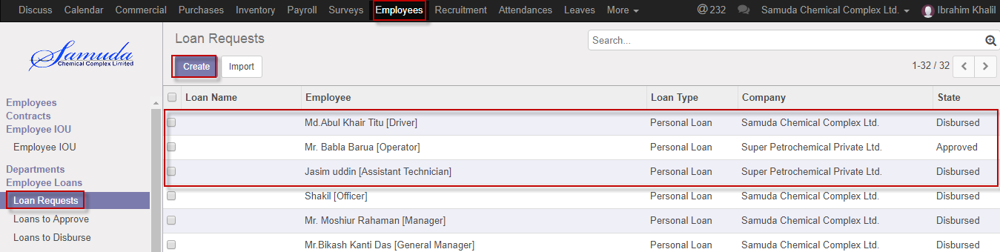 Discuss Calendar Commercial Purchases Inventory Payroll Surveys Employees Recruitment Attendances Leaves More @ 232 Samuda Chemical Complex Ltd. Ibrahim Khalil
Samuda
Chemical Complex Limited
Employees
Contracts
Employee IOU
Employee IOU
Departments
Employee Loans
Loan Requests
Loans to Approve
Loans to Disburse
Loan Requests
Search...
Create Import
1-32 / 32
Loan Name Employee Loan Type Company State
Md.Abul Khair Titu [Driver] Personal Loan Samuda Chemical Complex Ltd. Disbursed
Mr. Babla Barua [Operator] Personal Loan Super Petrochemical Private Ltd. Approved
Jasim uddin [Assistant Technician] Personal Loan Super Petrochemical Private Ltd. Disbursed
Shakil [Officer] Personal Loan Samuda Chemical Complex Ltd. Disbursed
Mr. Moshiur Rahaman [Manager] Personal Loan Samuda Chemical Complex Ltd. Disbursed
Mr.Bikash Kanti Das [General Manager] Personal Loan Samuda Chemical Complex Ltd. Disbursed